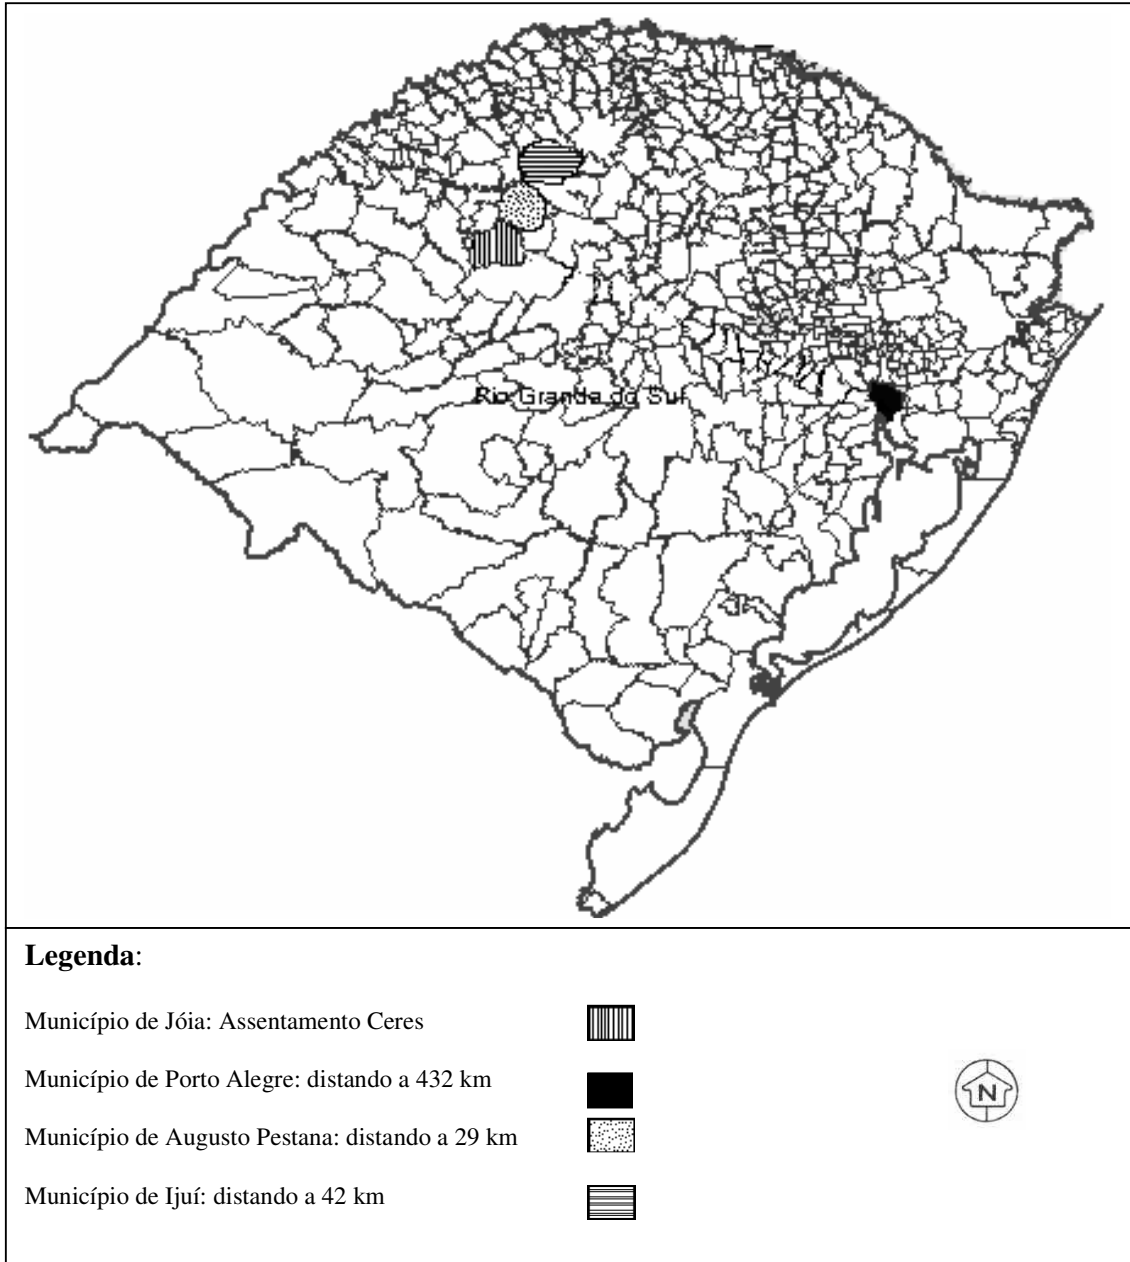 Rio Grande do Sul
Legenda:
Município de Jóia: Assentamento Ceres
Município de Porto Alegre: distando a 432 km
N
Município de Augusto Pestana: distando a 29 km
Município de Ijuí: distando a 42 km